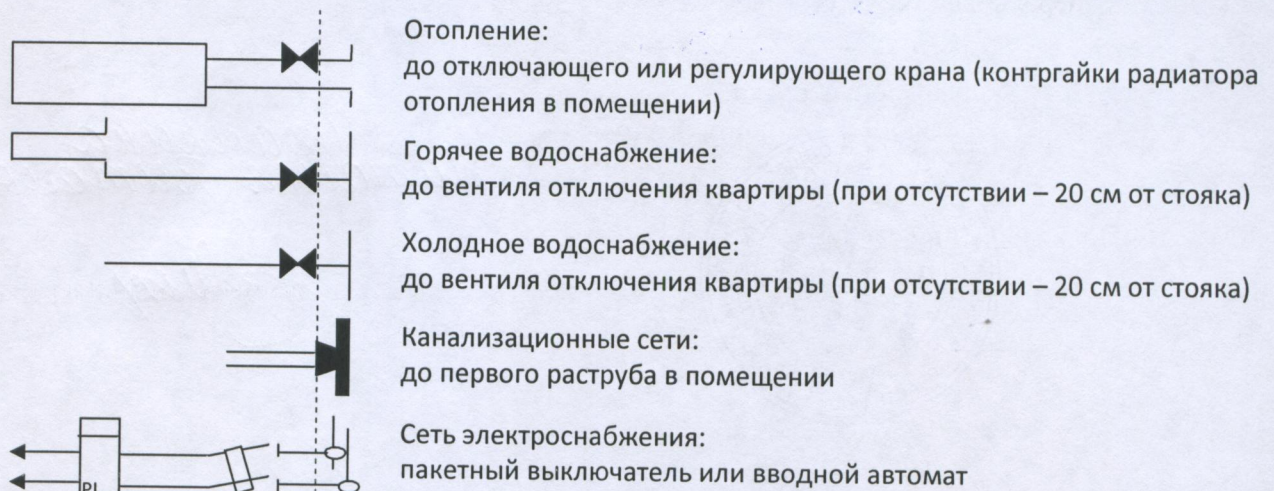 Отопление:
до отключающего или регулирующего крана (контргайки радиатора
отопления в помещении)
Горячее водоснабжение:
до вентиля отключения квартиры (при отсутствии – 20 см от стояка)
Холодное водоснабжение:
до вентиля отключения квартиры (при отсутствии – 20 см от стояка)
Канализационные сети:
до первого раструба в помещении
Сеть электроснабжения:
пакетный выключатель или вводной автомат
PI